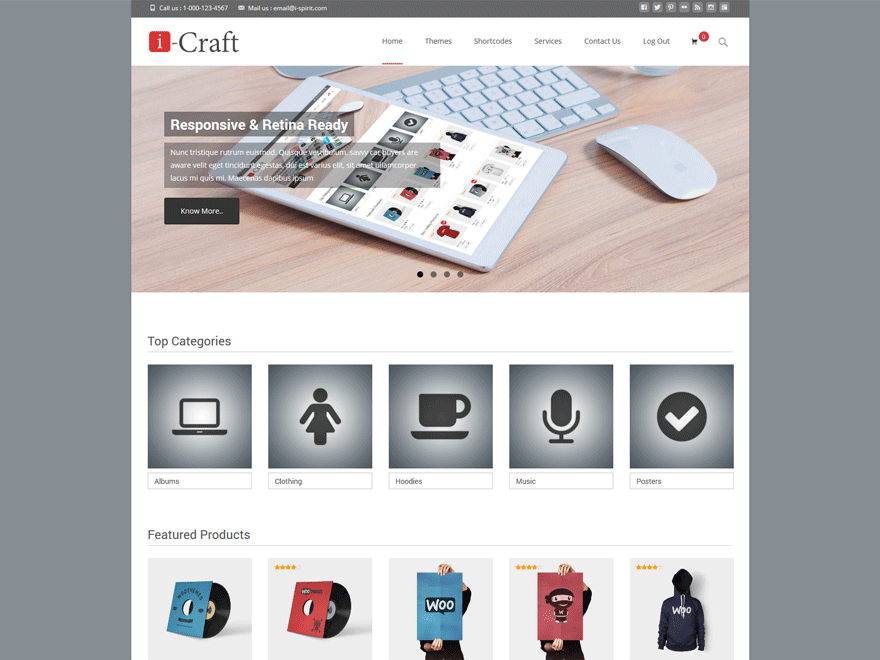 Call us : 1-000-123-4567 Mail us : email@i-spirit.com
i-Craft
Home Themes Shortcodes Services Contact Us Log Out 0
Responsive & Retina Ready
Nunc tristique rutrum euismod. Quisque vestibulum, savvy car buyers are
aware velit eget tincidunt egestas, dui est varius elit, sit amet ullamcorper
lacus mi quis mi. Maecenas dapibus ipsum
Know More..
Top Categories
Albums Clothing Hoodies Music Posters
Featured Products
WOOTHEMES
WOO
WOO